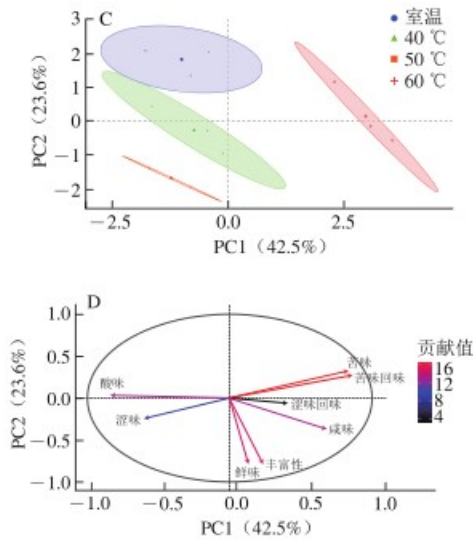 C
室温
40 ℃
50 ℃
60 ℃
3
2
1
0
−1
−2
PC2（23.6%）
−2.5
0.0
2.5
PC1（42.5%）
D
1.0
0.5
0.0
−0.5
−1.0
PC2（23.6%）
酸味
涩味
苦味
苦味回味
涩味回味
咸味
丰富性
鲜味
贡献值
16
12
8
4
−1.0
−0.5
0.0
0.5
1.0
PC1（42.5%）